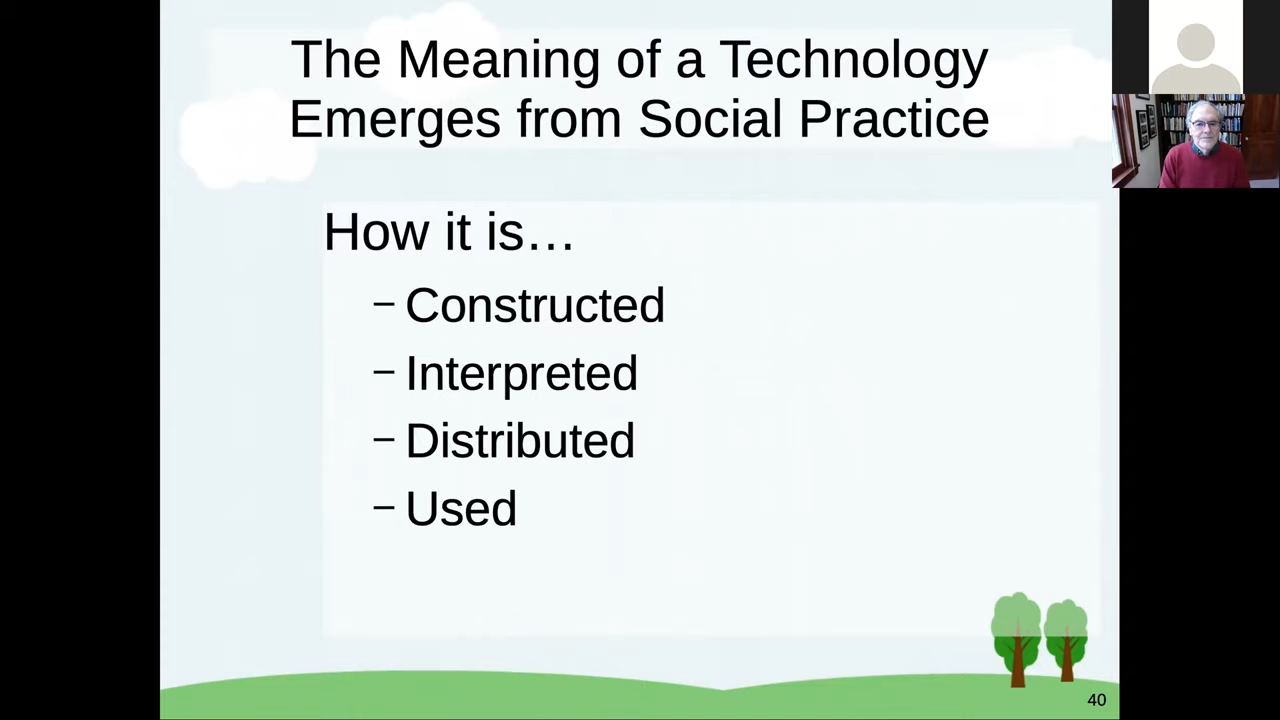 The Meaning of a Technology
Emerges from Social Practice
How it is…
– Constructed
– Interpreted
– Distributed
– Used
40